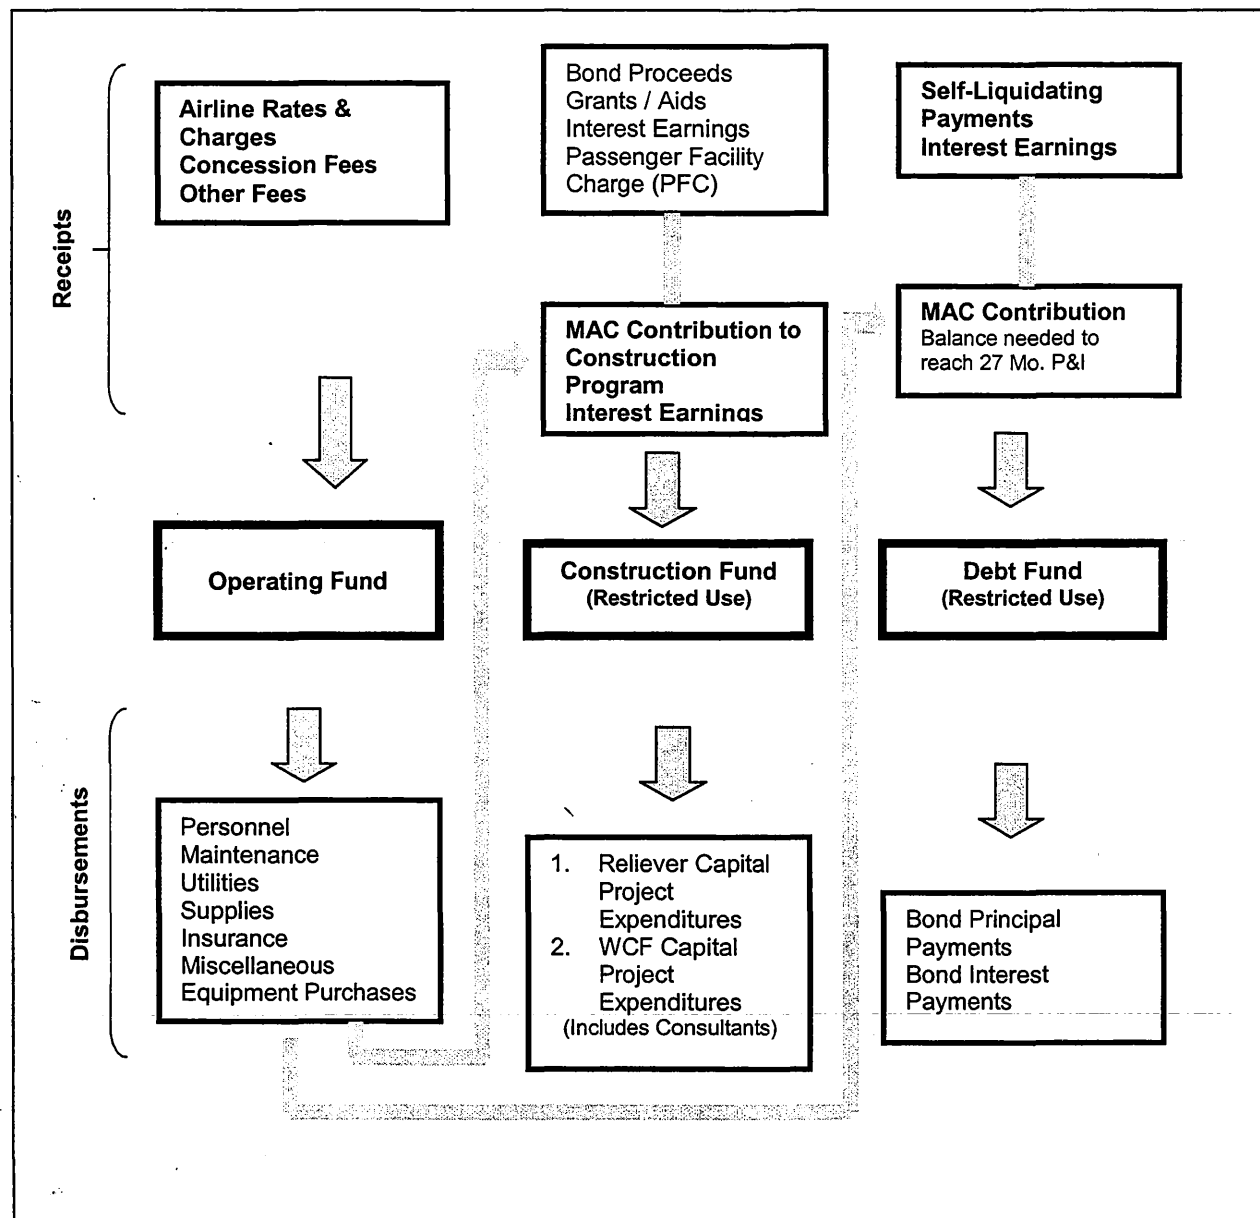 Receipts
Airline Rates &
Charges
Concession Fees
Other Fees
Bond Proceeds
Grants / Aids
Interest Earnings
Passenger Facility
Charge (PFC)
Self-Liquidating
Payments
Interest Earnings
MAC Contribution to
Construction
Program
Interest Earnings
MAC Contribution
Balance needed to
reach 27 Mo. P&I
Operating Fund
Construction Fund
(Restricted Use)
Debt Fund
(Restricted Use)
Disbursements
Personnel
Maintenance
Utilities
Supplies
Insurance
Miscellaneous
Equipment Purchases
1. Reliever Capital
Project
Expenditures
2. WCF Capital
Project
Expenditures
(Includes Consultants)
Bond Principal
Payments
Bond Interest
Payments